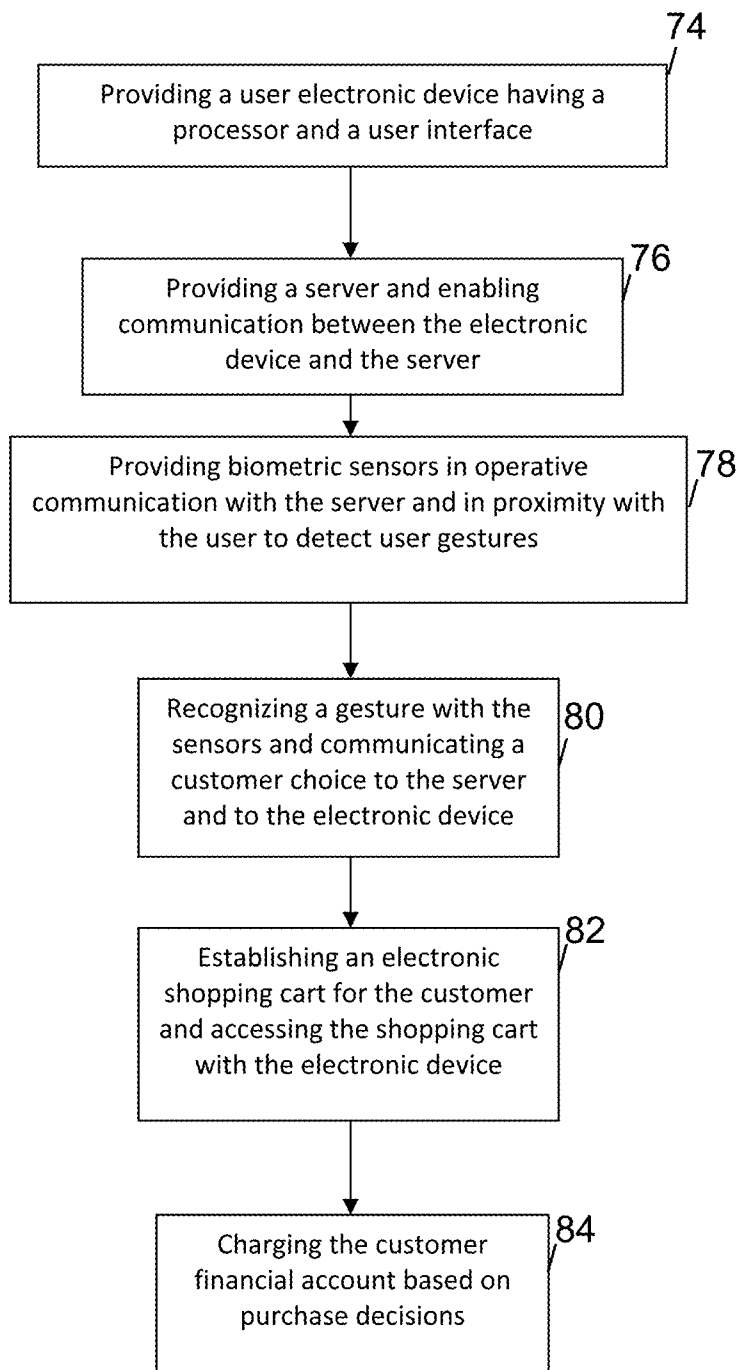 74
Providing a user electronic device having a
processor and a user interface
76
Providing a server and enabling
communication between the electronic
device and the server
78
Providing biometric sensors in operative
communication with the server and in proximity with
the user to detect user gestures
80
Recognizing a gesture with the
sensors and communicating a
customer choice to the server
and to the electronic device
82
Establishing an electronic
shopping cart for the customer
and accessing the shopping cart
with the electronic device
84
Charging the customer
financial account based on
purchase decisions